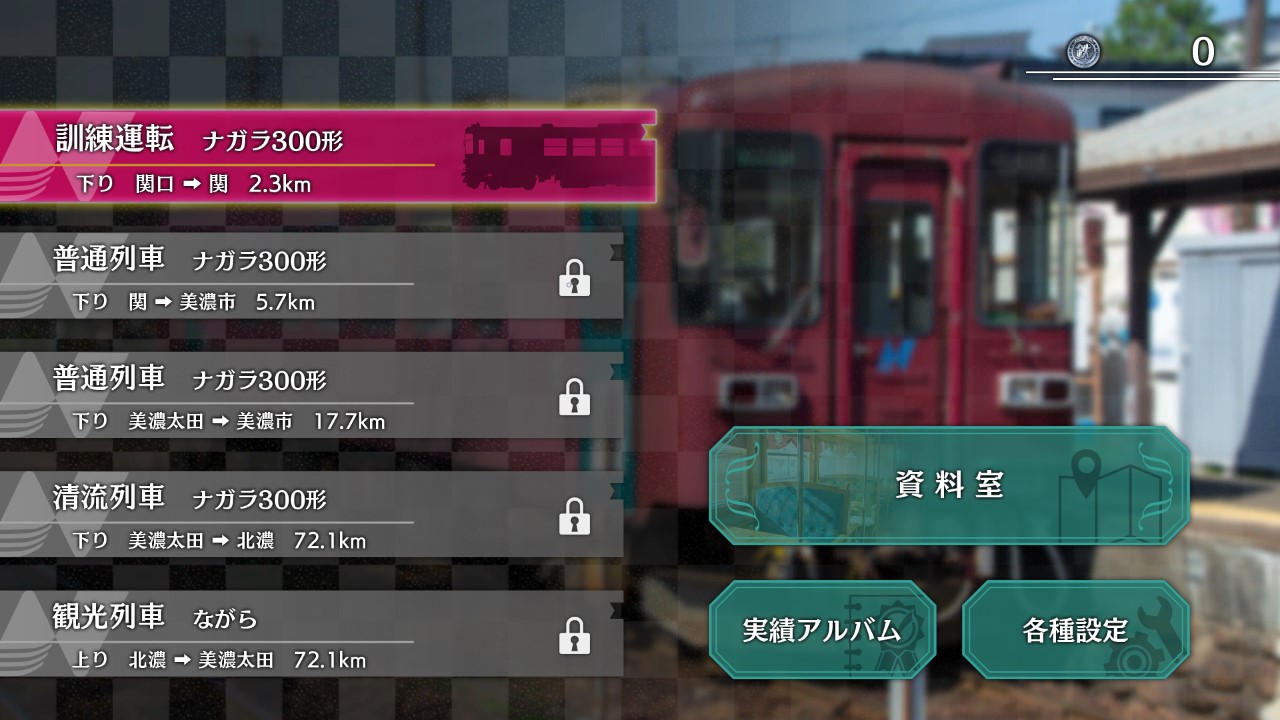 0
訓練運転 ナガラ300形
下り 関口 ➡ 関 2.3km
普通列車 ナガラ300形
下り 関 ➡ 美濃市 5.7km
普通列車 ナガラ300形
下り 美濃太田 ➡ 美濃市 17.7km
清流列車 ナガラ300形
下り 美濃太田 ➡ 北濃 72.1km
観光列車 ながら
上り 北濃 ➡ 美濃太田 72.1km
資料室
実績アルバム
各種設定